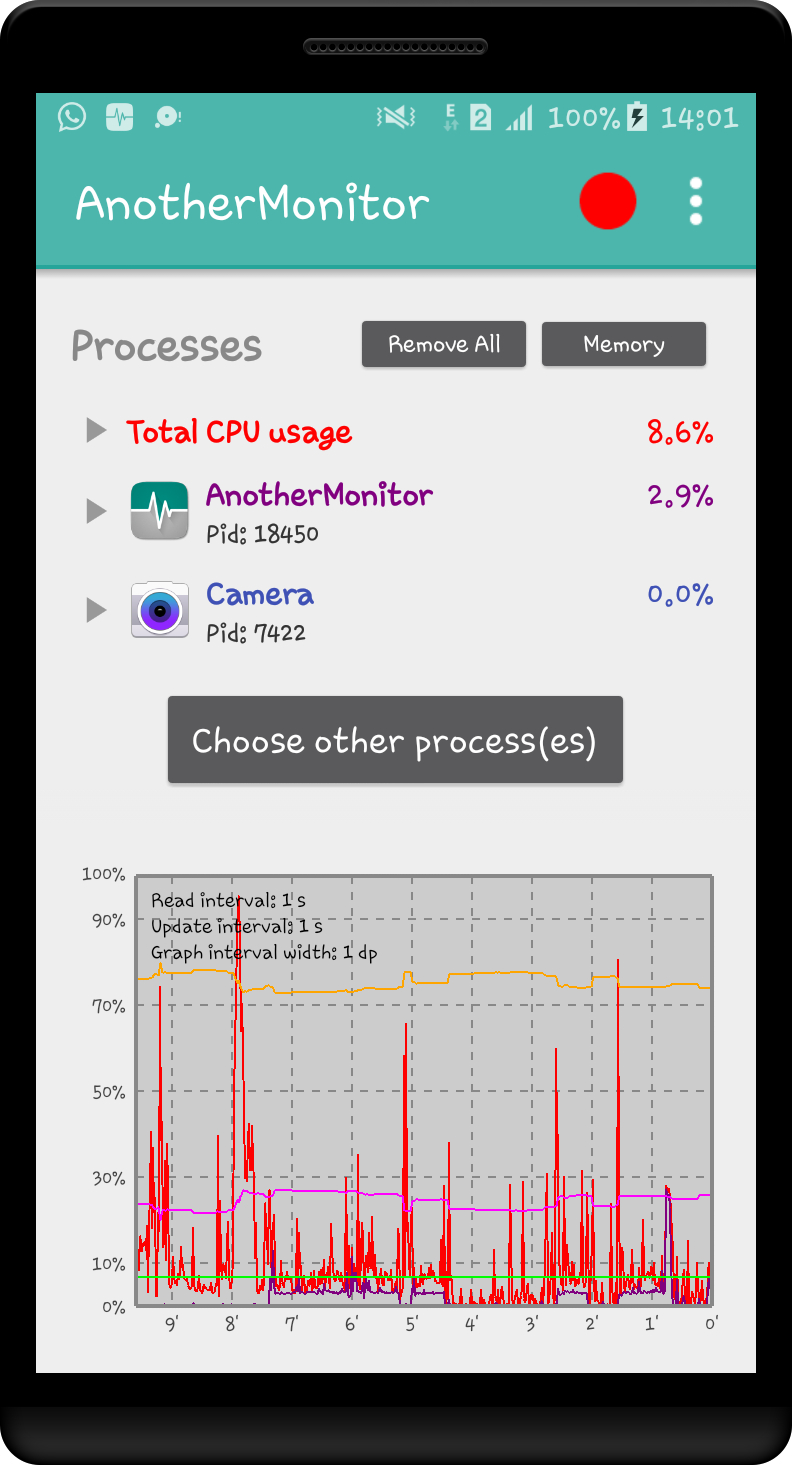 E 2 100% 14:01
AnotherMonitor
Processes Remove All Memory
Total CPU usage 8.6%
AnotherMonitor 2.9%
Pid: 18450
Camera 0.0%
Pid: 7422
Choose other process(es)
100%
Read interval: 1 s
90%
Update interval: 1 s
Graph interval width: 1 dp
70%
50%
30%
10%
0%
9' 8' 7' 6' 5' 4' 3' 2' 1' 0'